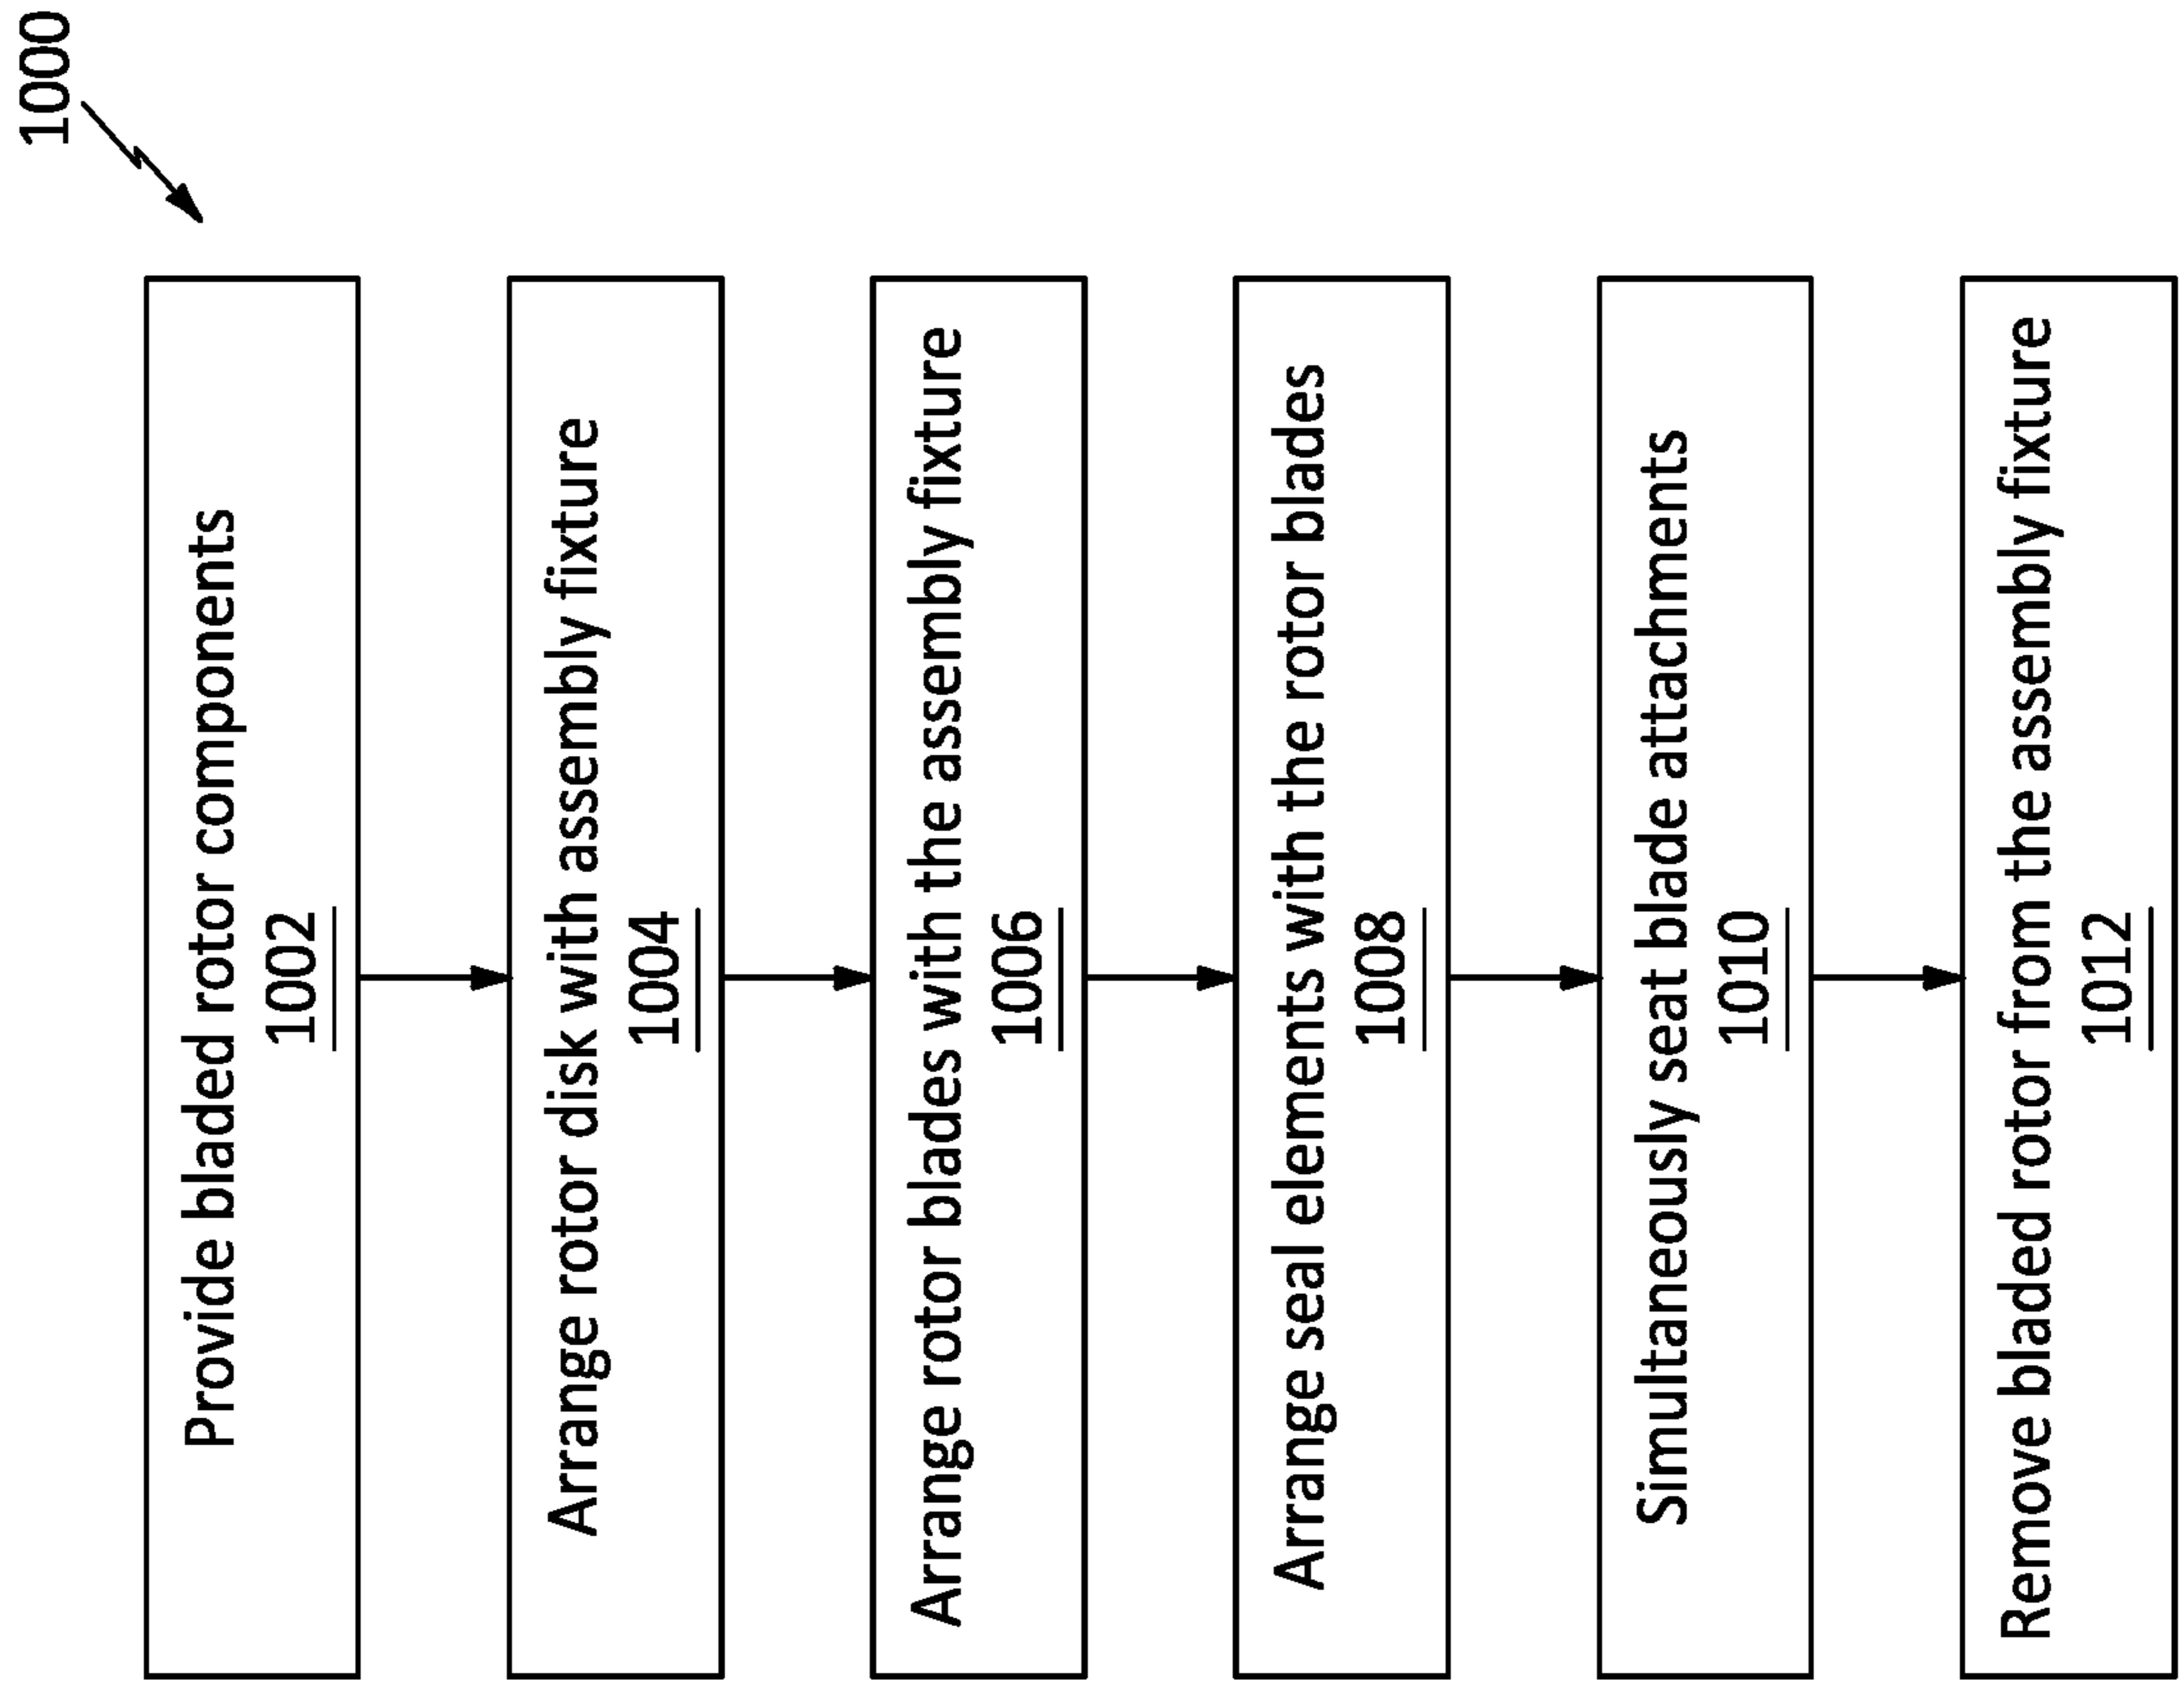 1000
Provide bladed rotor components
1002
Arrange rotor disk with assembly fixture
1004
Arrange rotor blades with the assembly fixture
1006
Arrange seal elements with the rotor blades
1008
Simultaneously seat blade attachments
1010
Remove bladed rotor from the assembly fixture
1012